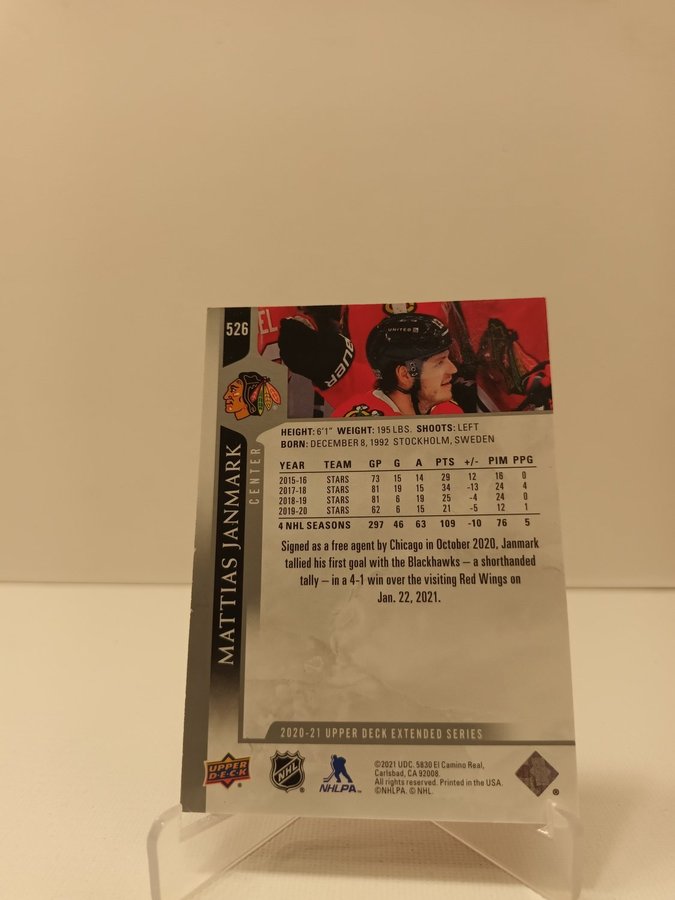 526
EL
BAUER
UNITED
MATTIAS JANMARK
CENTER
HEIGHT: 6'1" WEIGHT: 195 LBS. SHOOTS: LEFT
BORN: DECEMBER 8, 1992 STOCKHOLM, SWEDEN
YEAR TEAM GP G A PTS +/- PIM PPG
2015-16 STARS 73 15 14 29 12 16 0
2017-18 STARS 81 19 15 34 -13 24 4
2018-19 STARS 81 6 19 25 -4 24 0
2019-20 STARS 62 6 15 21 -5 12 1
4 NHL SEASONS 297 46 63 109 -10 76 5
Signed as a free agent by Chicago in October 2020, Janmark
tallied his first goal with the Blackhawks – a shorthanded
tally – in a 4-1 win over the visiting Red Wings on
Jan. 22, 2021.
2020-21 UPPER DECK EXTENDED SERIES
UPPER
DECK
®
NHL
NHLPA
©2021 UDC. 5830 El Camino Real,
Carlsbad, CA 92008.
All rights reserved. Printed in the USA.
©NHLPA. © NHL.
®